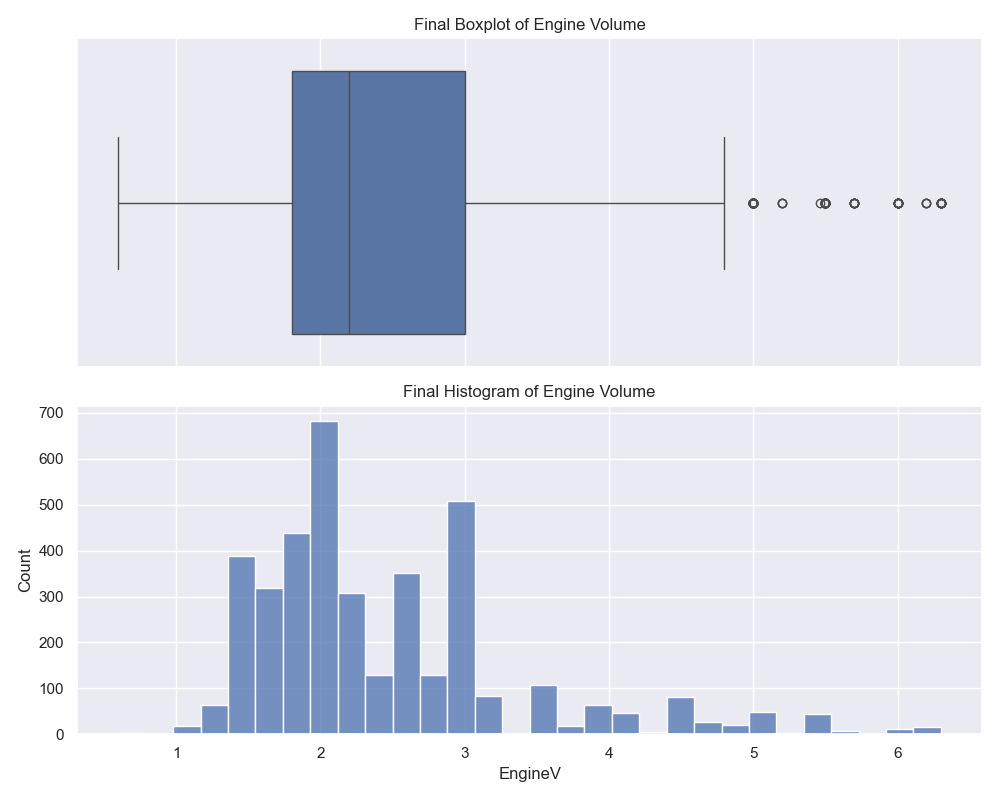 Final Boxplot of Engine Volume
Final Histogram of Engine Volume
700
600
500
400
300
200
100
0
Count
1 2 3 4 5 6
EngineV